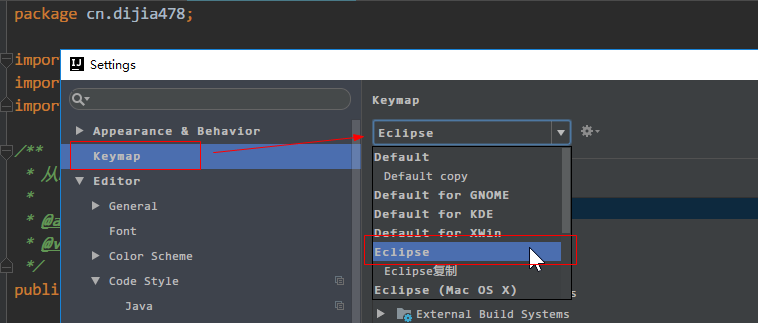 package cn.dijia478;
impor
Settings
impor
impor
Keymap
Appearance & Behavior
Eclipse
/**
Keymap
Default
* 从
Editor
Default copy
*
General
Default for GNOME
* @a
Font
Default for KDE
Default for XWin
* @v
Color Scheme
Eclipse
*/
Code Style
Eclipse复制
publi
Java
Eclipse (Mac OS X)
External Build Systems